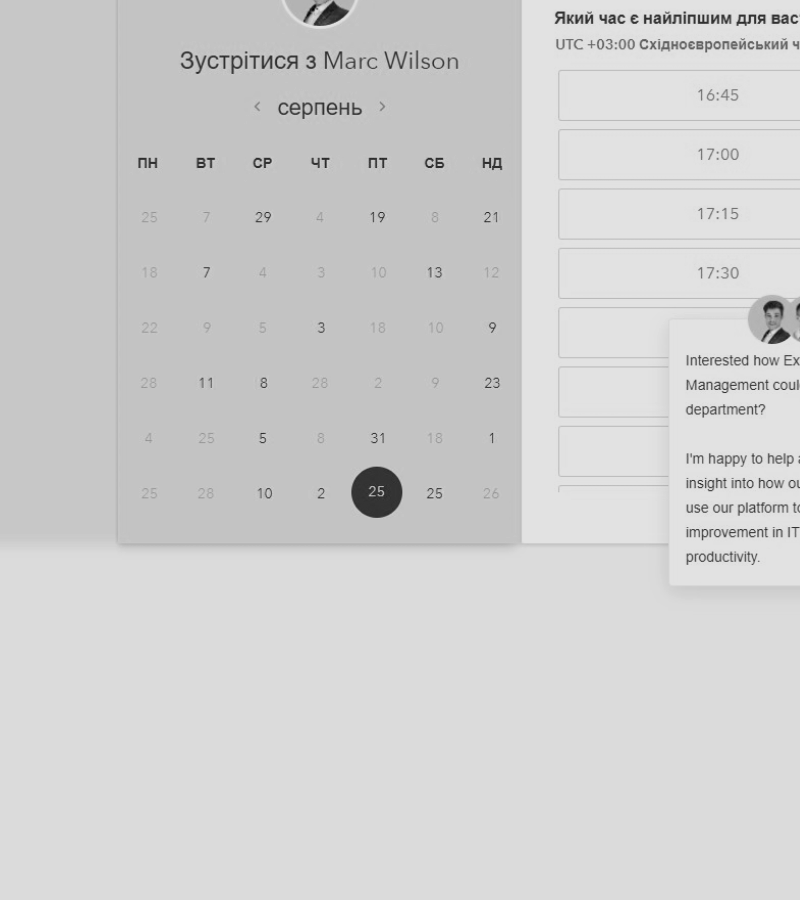 Зустрітися з Marc Wilson
< серпень >
ПН ВТ СР ЧТ ПТ СБ НД
25 7 29 4 19 8 21
18 7 4 3 10 13 12
22 9 5 3 18 10 9
28 11 8 28 2 9 23
4 25 5 8 31 18 1
25 28 10 2 25 25 26
Який час є найліпшим для вас
UTC +03:00 Східноєвропейський ч
16:45
17:00
17:15
17:30
Interested how Ex
Management coul
department?
I'm happy to help a
insight into how ou
use our platform to
improvement in IT
productivity.